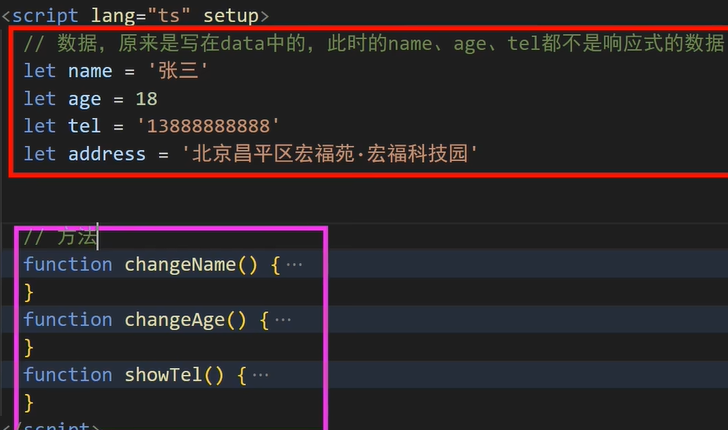 <script lang="ts" setup>
// 数据，原来是写在data中的，此时的name、age、tel都不是响应式的数据
let name = '张三'
let age = 18
let tel = '13888888888'
let address = '北京昌平区宏福苑·宏福科技园'
// 方法
function changeName() {…
}
function changeAge() {…
}
function showTel() {…
}
</script>